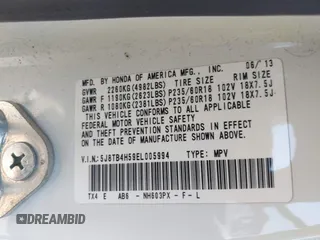 MFD. BY HONDA OF AMERICA MFG., INC. 06/13
GVWR 2260KG(4982LBS) TIRE SIZE RIM SIZE
GAWR F 1190KG(2623LBS) P235/60R18 102V 18X7.5J
GAWR R 1080KG(2381LBS) P235/60R18 102V 18X7.5J
THIS VEHICLE CONFORMS TO ALL APPLICABLE
FEDERAL MOTOR VEHICLE SAFETY AND THEFT
PREVENTION STANDARDS IN EFFECT ON THE DATE
OF MANUFACTURE SHOWN ABOVE.
V.I.N: 5J8TB4H59EL005994 TYPE: MPV
TX4 E AB6 - NH603PX - F - L
© DREAMBID
DREAMBID.COM